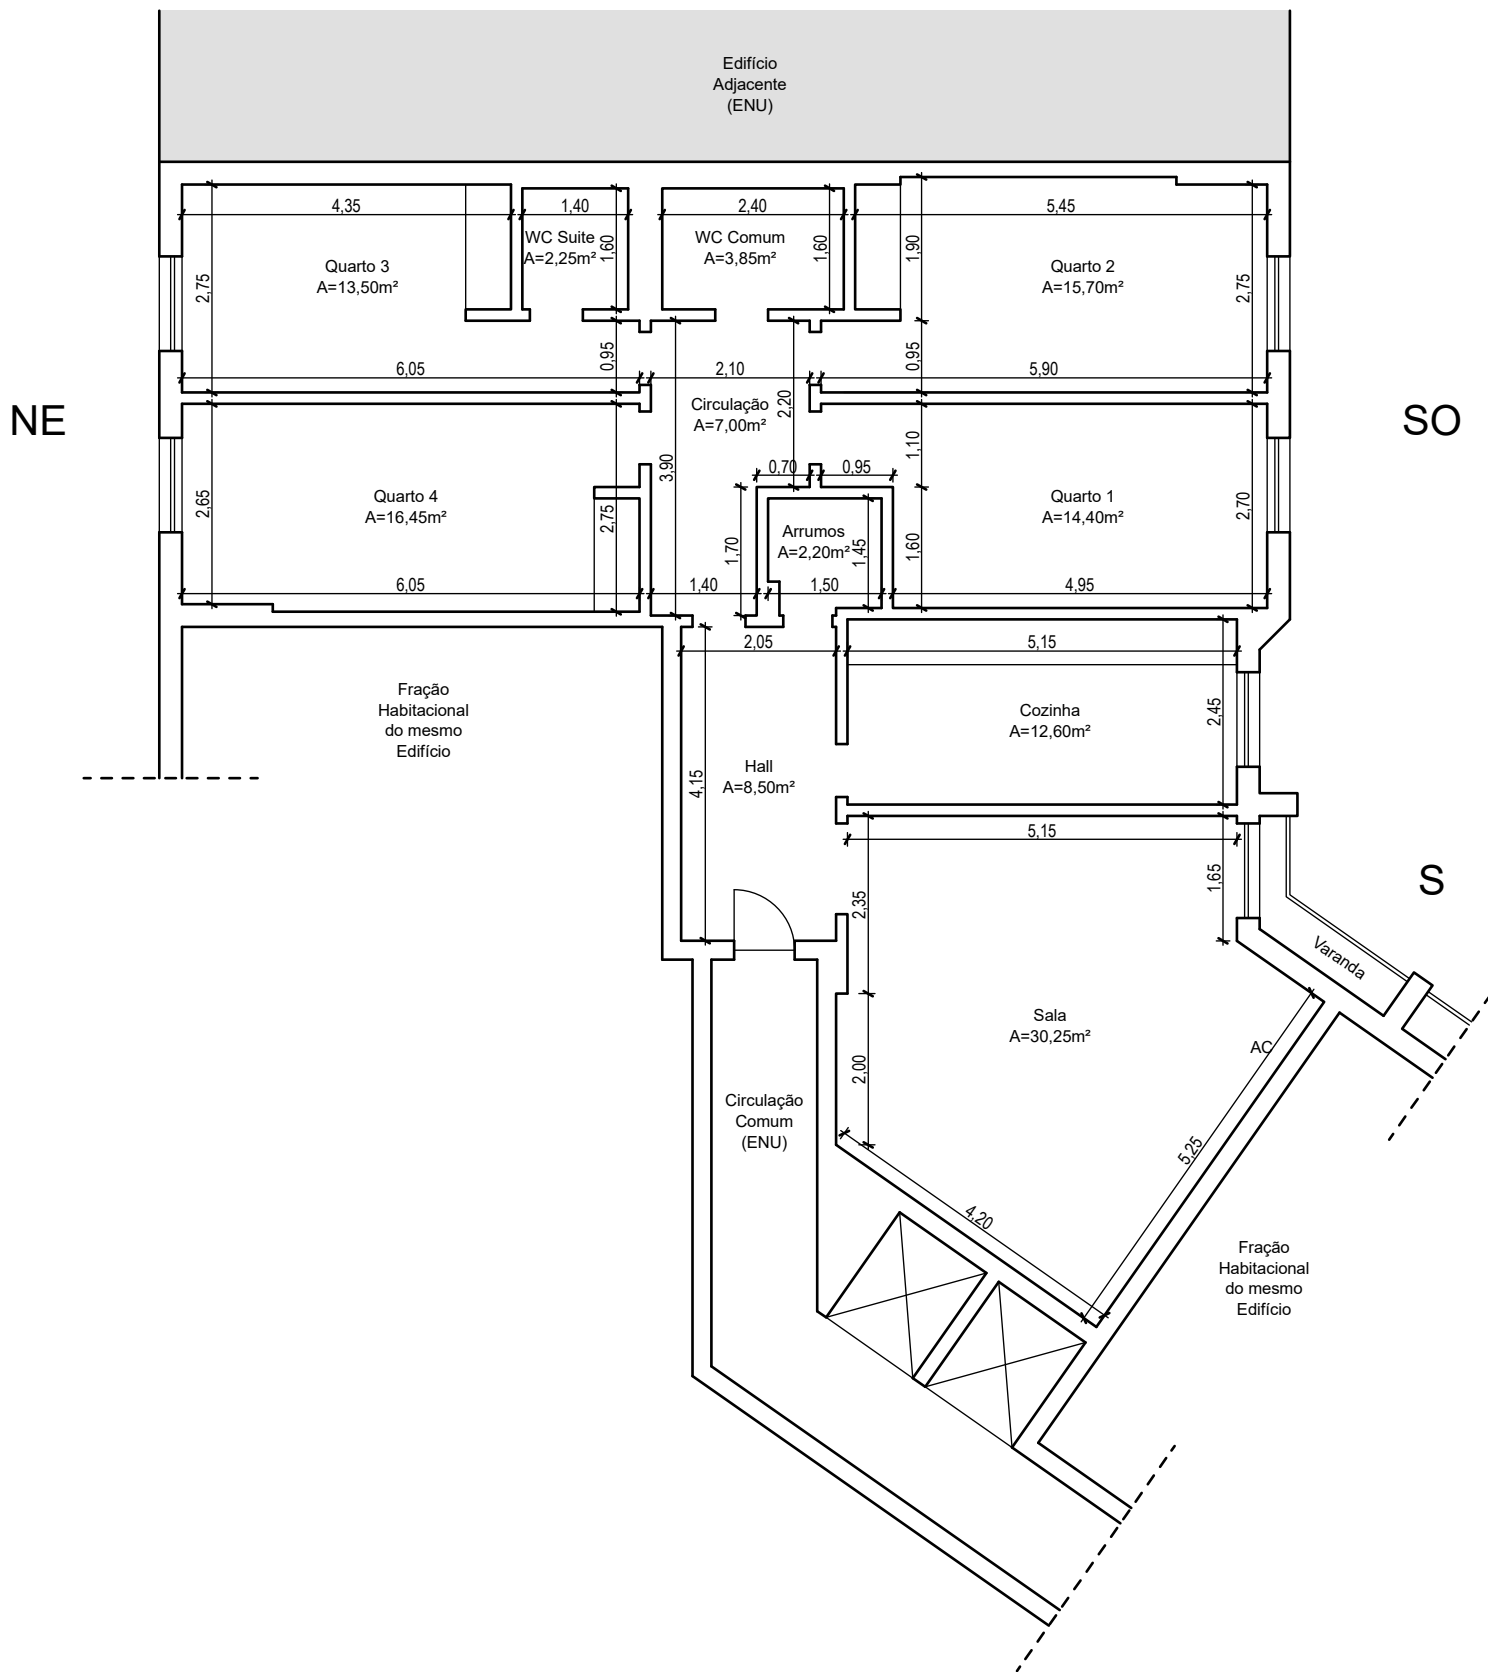 Edifício
Adjacente
(ENU)
4,35
1,40
2,40
5,45
WC Suite
A=2,25m²
1,60
WC Comum
A=3,85m²
1,60
1,90
Quarto 3
A=13,50m²
2,75
Quarto 2
A=15,70m²
2,75
0,95
0,95
6,05
2,10
5,90
NE
Circulação
A=7,00m²
2,20
SO
1,10
3,90
0,70
0,95
Quarto 4
A=16,45m²
2,65
2,75
Quarto 1
A=14,40m²
2,70
Arrumos
A=2,20m²
1,45
1,70
1,60
6,05
1,40
1,50
4,95
2,05
5,15
Fração
Habitacional
do mesmo
Edifício
Cozinha
A=12,60m²
2,45
Hall
A=8,50m²
4,15
5,15
1,65
S
2,35
Varanda
Sala
A=30,25m²
AC
2,00
Circulação
Comum
(ENU)
5,25
4,20
Fração
Habitacional
do mesmo
Edifício